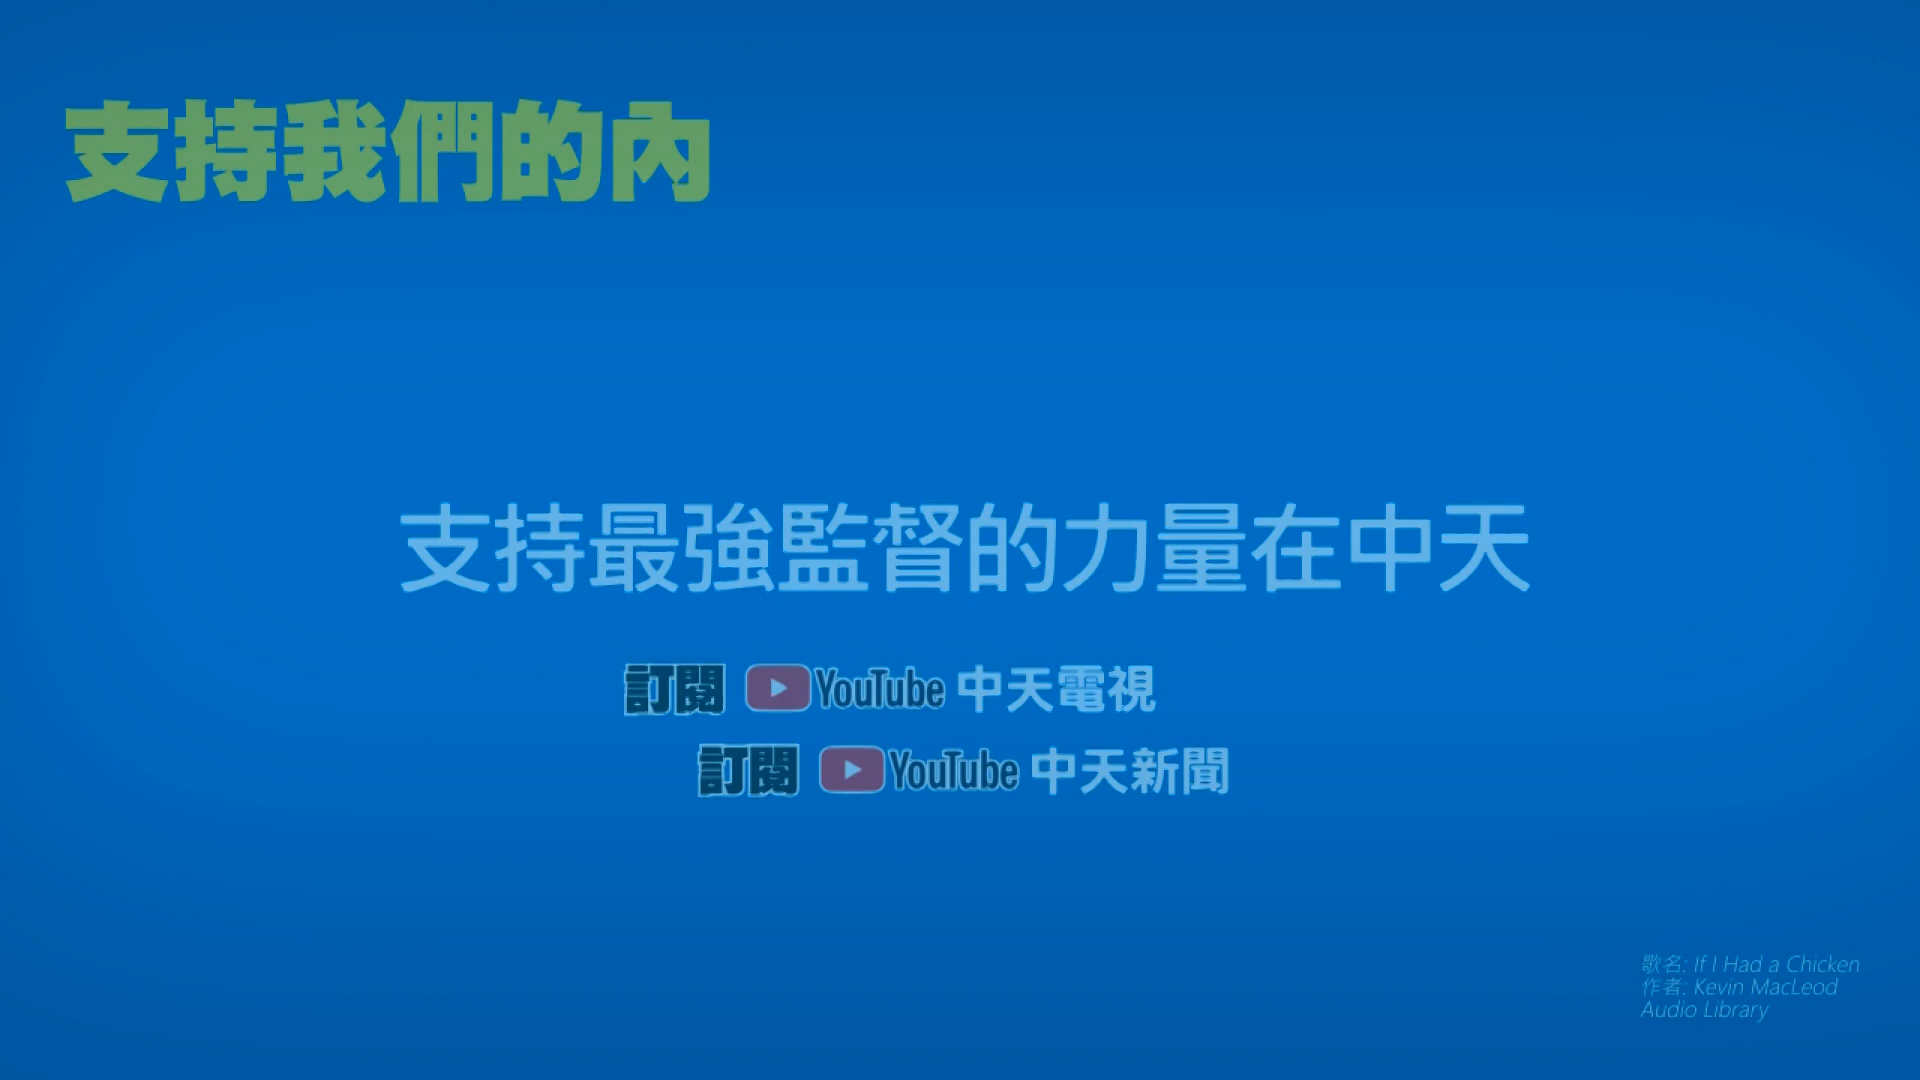 支持我們的內
支持最強監督的力量在中天
訂閱 YouTube 中天電視
訂閱 YouTube 中天新聞
歌名: If I Had a Chicken
作者: Kevin MacLeod
Audio Library